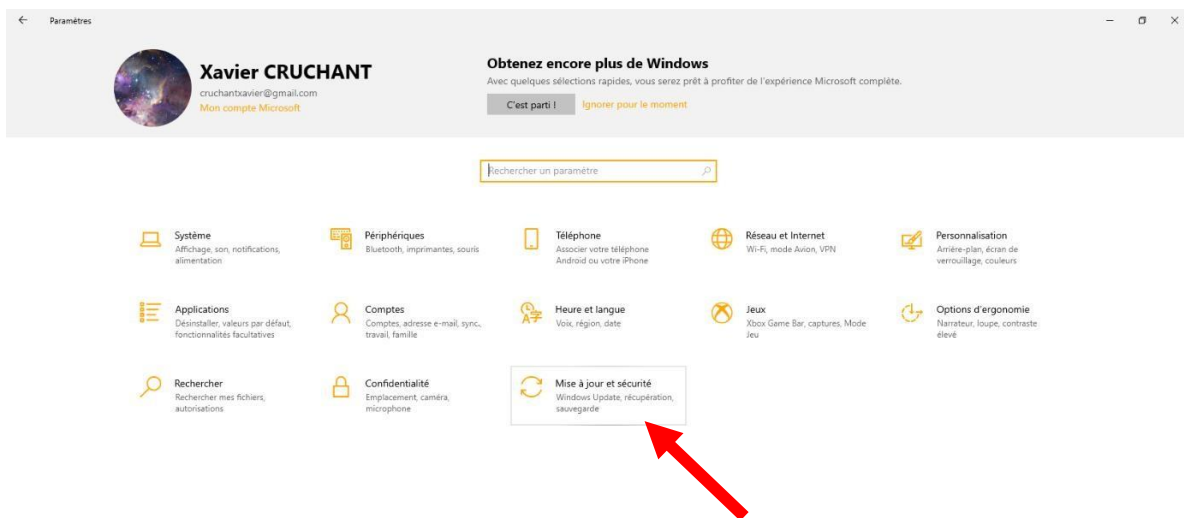 Paramètres
Xavier CRUCHANT
cruchantxavier@gmail.com
Mon compte Microsoft
Obtenez encore plus de Windows
Avec quelques sélections rapides, vous serez prêt à profiter de l'expérience Microsoft complète.
C'est parti !
Ignorer pour le moment
Rechercher un paramètre
Système
Affichage, son, notifications,
alimentation
Périphériques
Bluetooth, imprimantes, souris
Téléphone
Associer votre téléphone
Android ou votre iPhone
Réseau et Internet
Wi-Fi, mode Avion, VPN
Personnalisation
Arrière-plan, écran de
verrouillage, couleurs
Applications
Désinstaller, valeurs par défaut,
fonctionnalités facultatives
Comptes
Comptes, adresse e-mail, sync.,
travail, famille
Heure et langue
Voix, région, date
Jeux
Xbox Game Bar, captures, Mode
Jeu
Options d'ergonomie
Narrateur, loupe, contraste
élevé
Rechercher
Rechercher mes fichiers,
autorisations
Confidentialité
Emplacement, caméra,
microphone
Mise à jour et sécurité
Windows Update, récupération,
sauvegarde